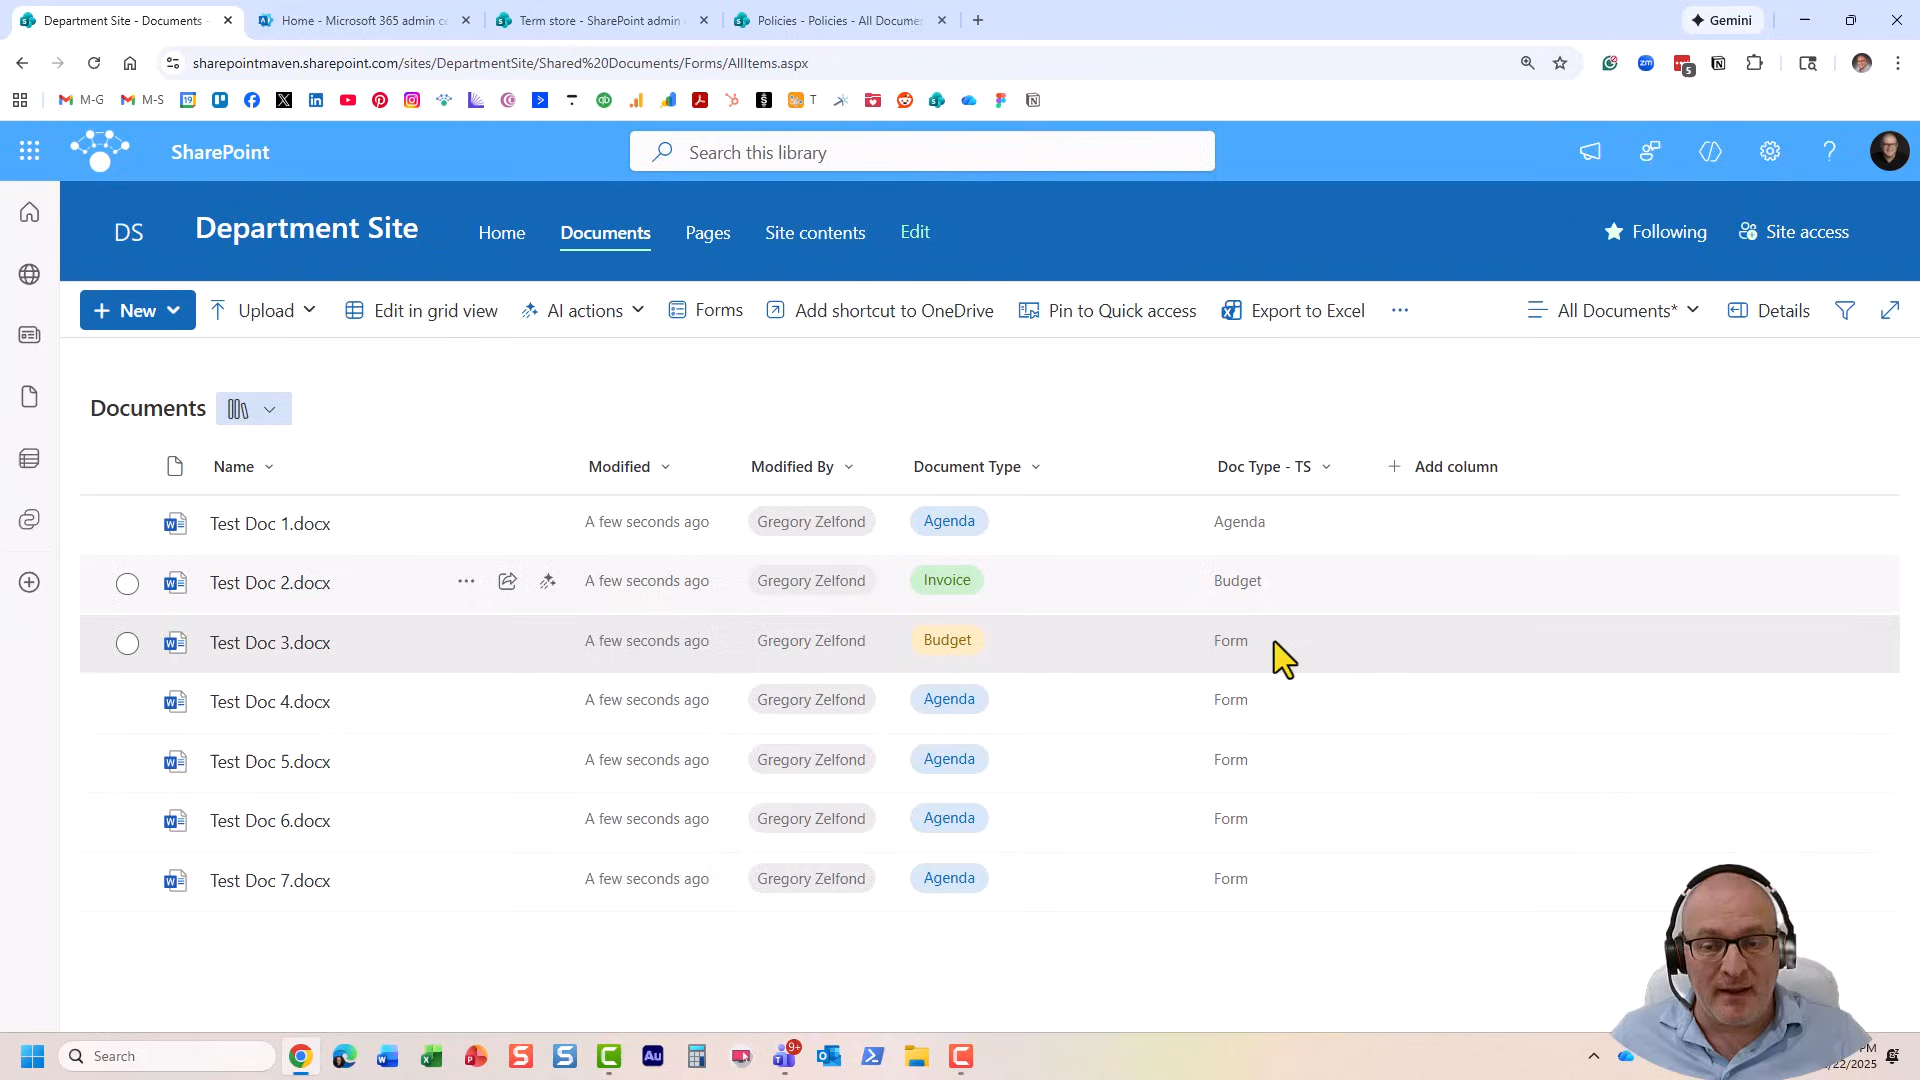 Department Site - Documents -
Home - Microsoft 365 admin ce
Term store - SharePoint admin
Policies - Policies - All Documen
Gemini
sharepointmaven.sharepoint.com/sites/DepartmentSite/Shared%20Documents/Forms/AllItems.aspx
M-G
M-S
T
SharePoint
Search this library
DS
Department Site
Home
Documents
Pages
Site contents
Edit
Following
Site access
New
Upload
Edit in grid view
AI actions
Forms
Add shortcut to OneDrive
Pin to Quick access
Export to Excel
All Documents*
Details
Documents
Name
Modified
Modified By
Document Type
Doc Type - TS
Add column
Test Doc 1.docx
A few seconds ago
Gregory Zelfond
Agenda
Agenda
Test Doc 2.docx
A few seconds ago
Gregory Zelfond
Invoice
Budget
Test Doc 3.docx
A few seconds ago
Gregory Zelfond
Budget
Form
Test Doc 4.docx
A few seconds ago
Gregory Zelfond
Agenda
Form
Test Doc 5.docx
A few seconds ago
Gregory Zelfond
Agenda
Form
Test Doc 6.docx
A few seconds ago
Gregory Zelfond
Agenda
Form
Test Doc 7.docx
A few seconds ago
Gregory Zelfond
Agenda
Form
Search
9+
PM
/22/2025